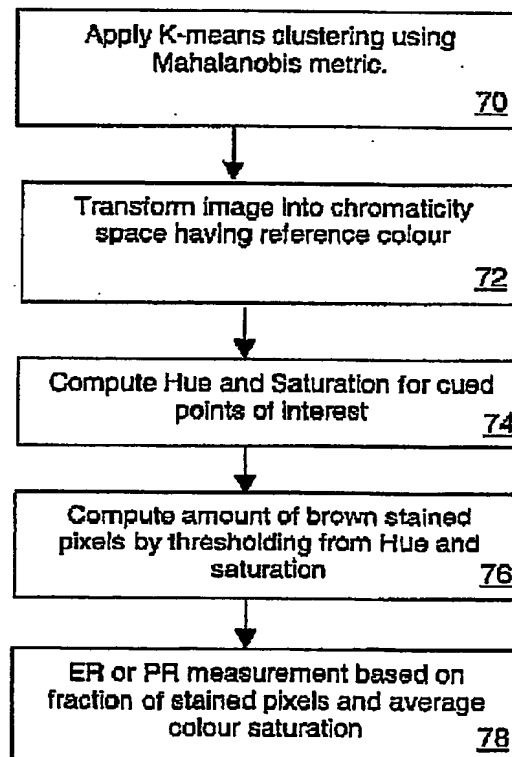 Apply K-means clustering using
Mahalanobis metric.
70
Transform image into chromaticity
space having reference colour
72
Compute Hue and Saturation for cued
points of interest
74
Compute amount of brown stained
pixels by thresholding from Hue and
saturation
76
ER or PR measurement based on
fraction of stained pixels and average
colour saturation
78